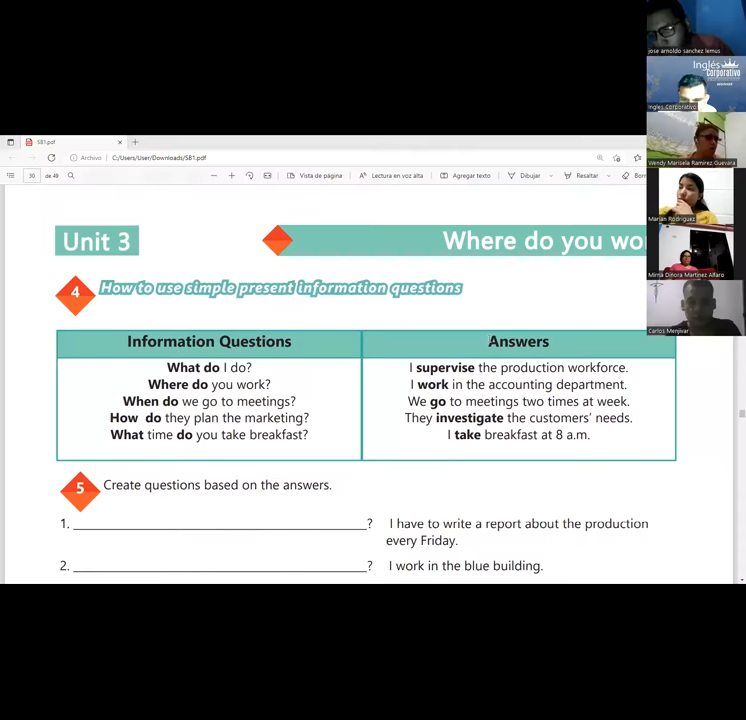 SB1.pdf
Archivo
C:/Users/User/Downloads/SB1.pdf
30
de 49
Vista de página
Lectura en voz alta
Agregar texto
Dibujar
Resaltar
Bor
jose arnoldo sanchez lemus
Inglés
Corporativo
Ingles Corporativo
Wendy Marisela Ramirez Guevara
Marian Rodriguez
Mirna Dinora Martinez Alfaro
Carlos Menjivar
Unit 3
Where do you wo
4
How to use simple present information questions
Information Questions
Answers
What do I do?
I supervise the production workforce.
Where do you work?
I work in the accounting department.
When do we go to meetings?
We go to meetings two times at week.
How do they plan the marketing?
They investigate the customers' needs.
What time do you take breakfast?
I take breakfast at 8 a.m.
5
Create questions based on the answers.
1. ______________________________?
I have to write a report about the production
every Friday.
2. ______________________________?
I work in the blue building.